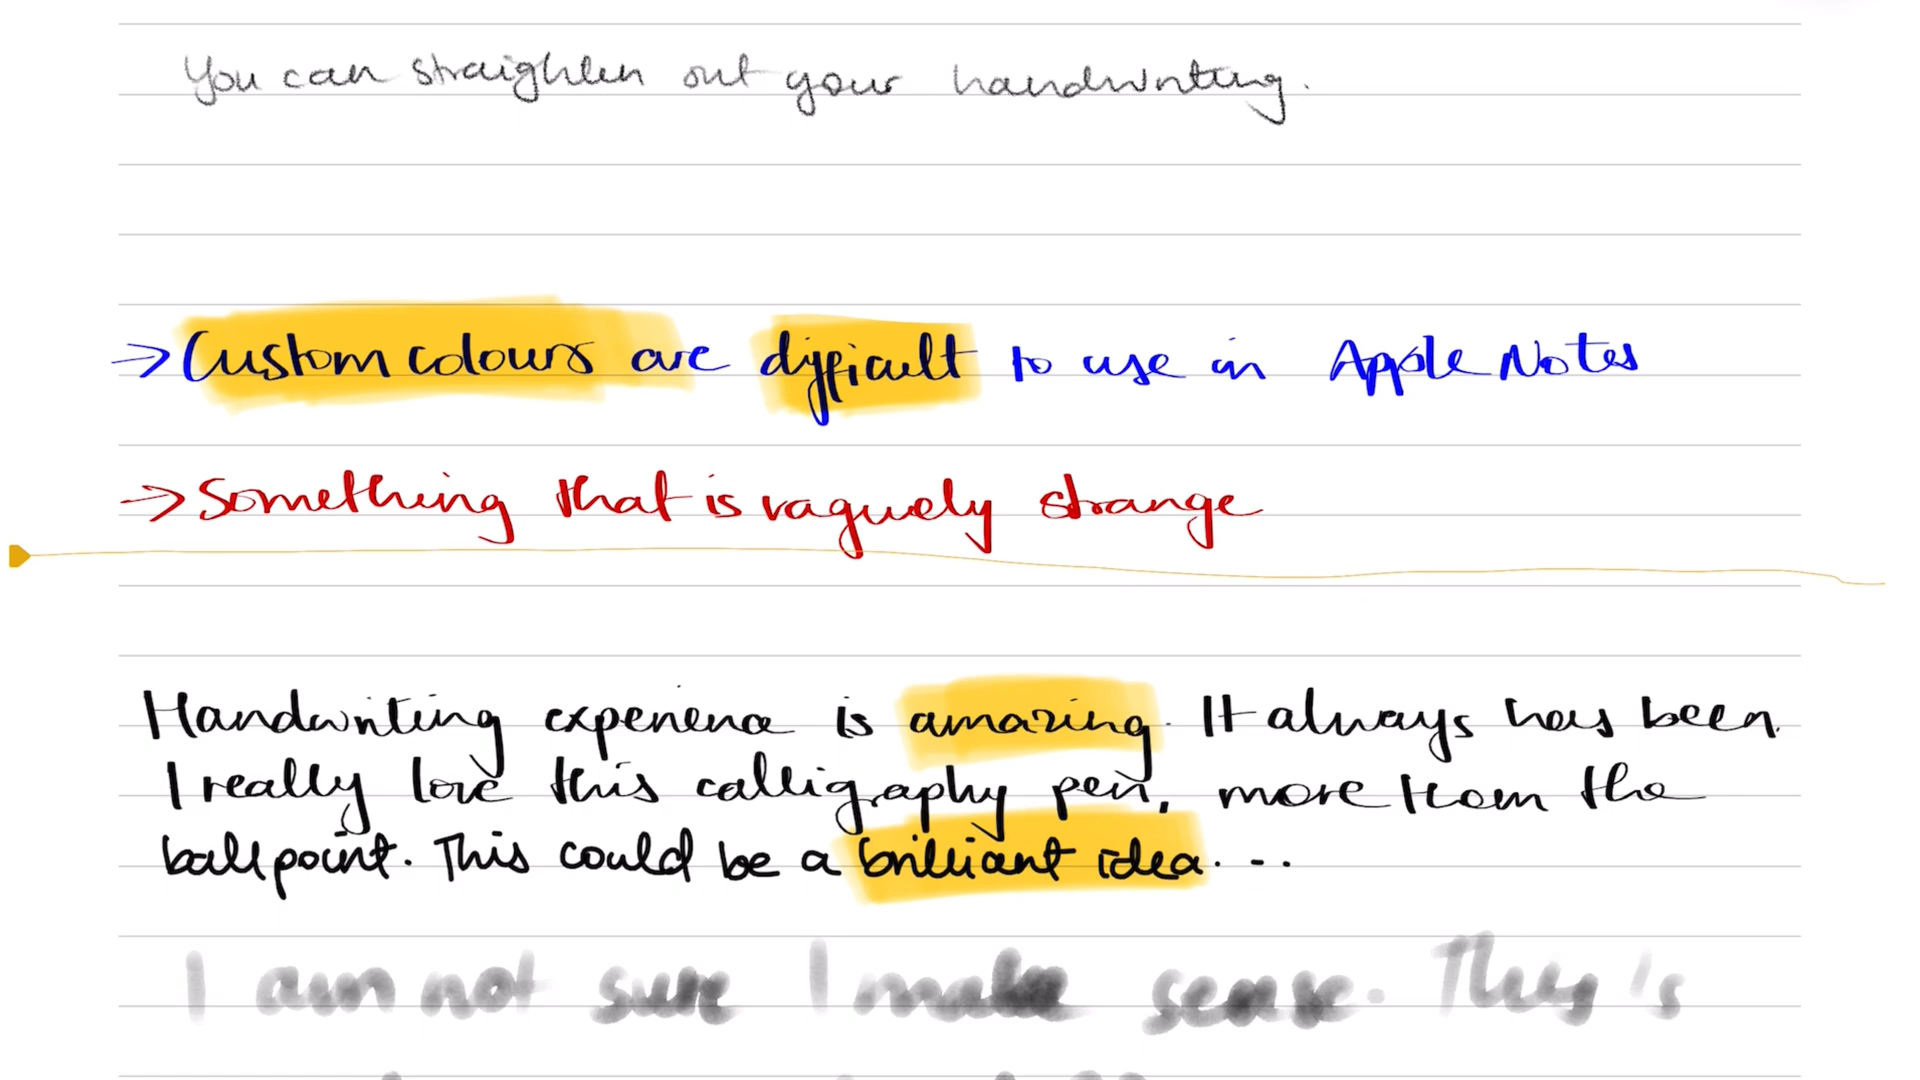 You can straighten out your handwriting.
→ Custom colours are difficult to use in Apple Notes
→ Something that is vaguely strange
Handwriting experience is amazing. It always has been.
I really love this calligraphy pen, more than the
ballpoint. This could be a brilliant idea...
I am not sure I make sense.